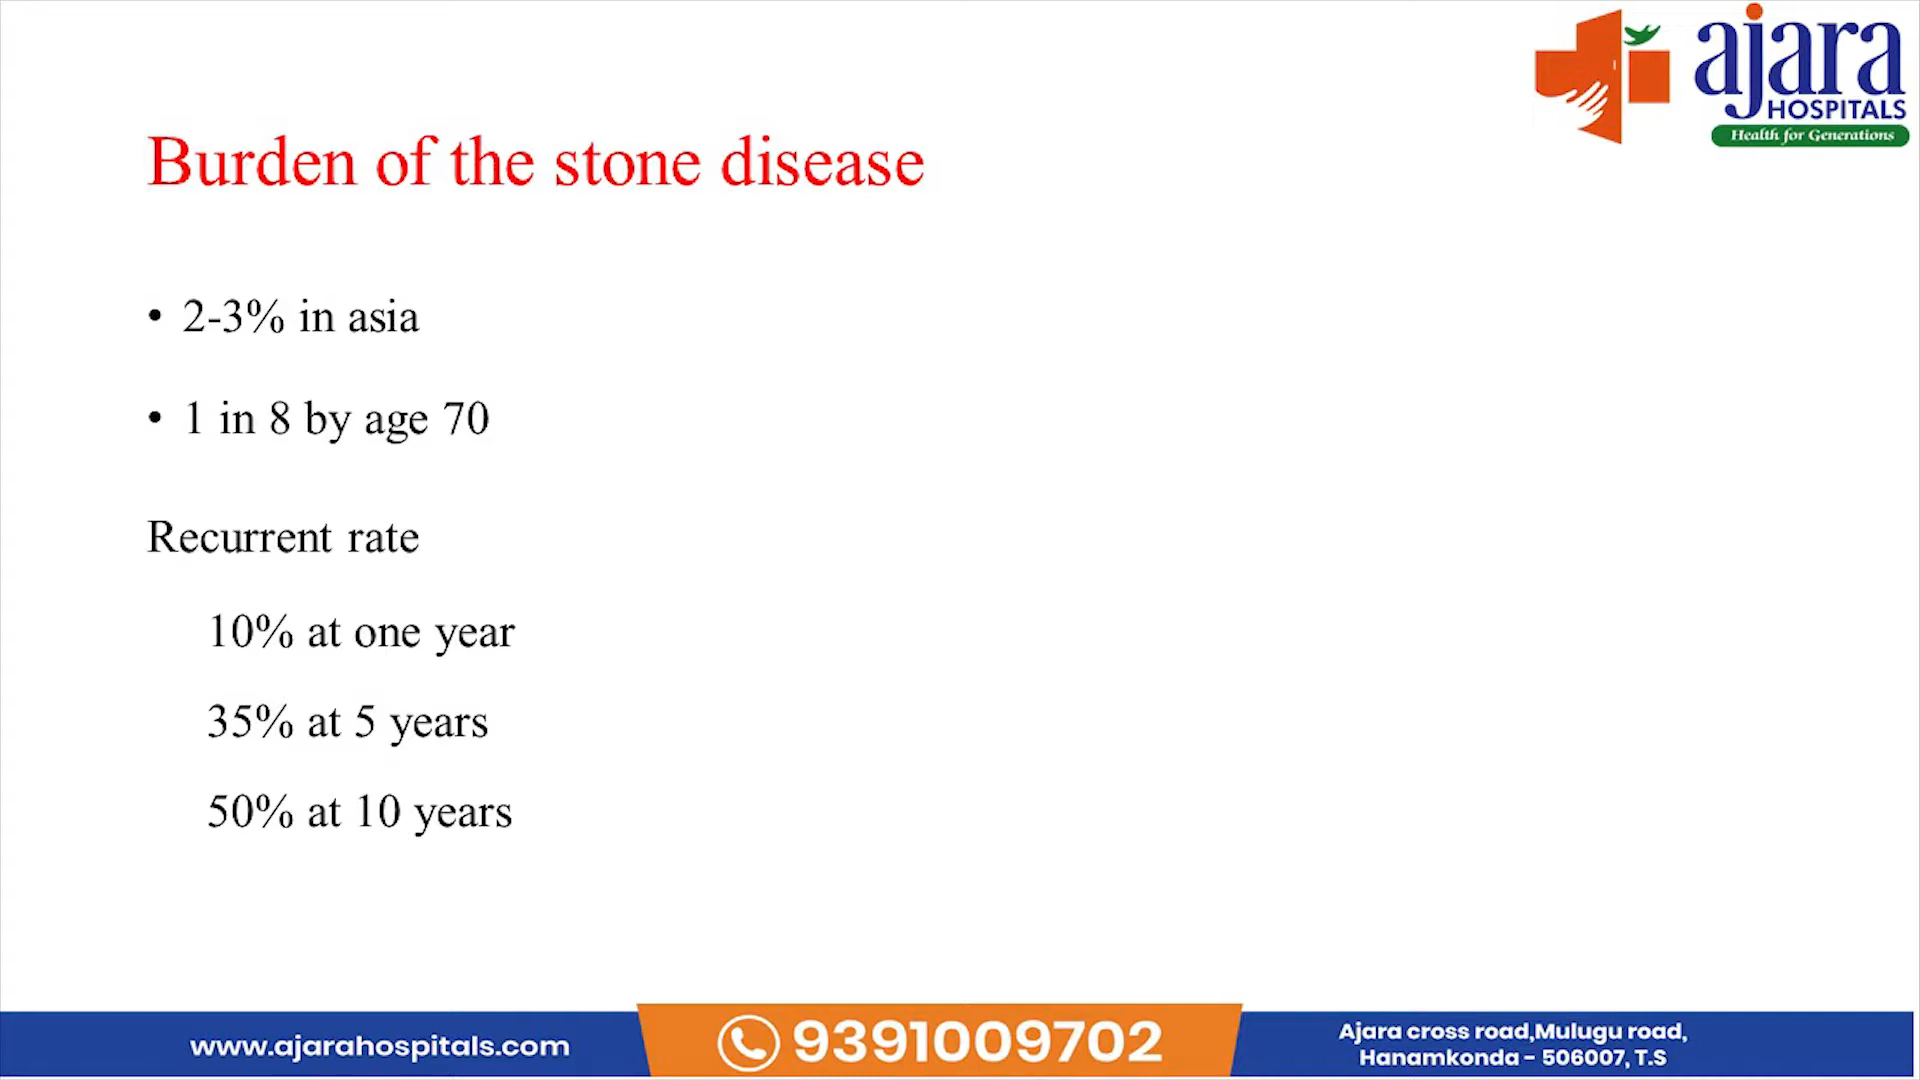 ajara
HOSPITALS
Health for Generations
Burden of the stone disease
• 2-3% in asia
• 1 in 8 by age 70
Recurrent rate
10% at one year
35% at 5 years
50% at 10 years
www.ajarahospitals.com
9391009702
Ajara cross road,Mulugu road,
Hanamkonda - 506007, T.S